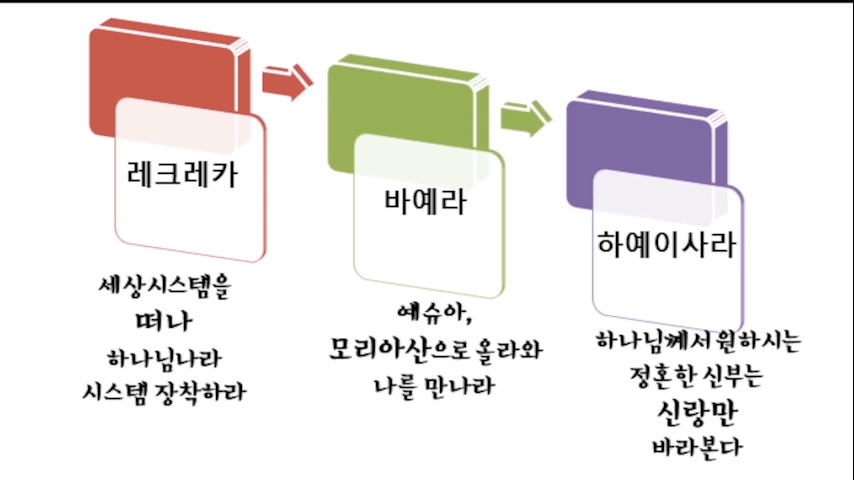 레크레카
세상시스템을
떠나
하나님나라
시스템 장착하라
바예라
예슈아,
모리아산으로 올라와
나를 만나라
하예이사라
하나님께서 원하시는
정혼한 신부는
신랑만
바라본다